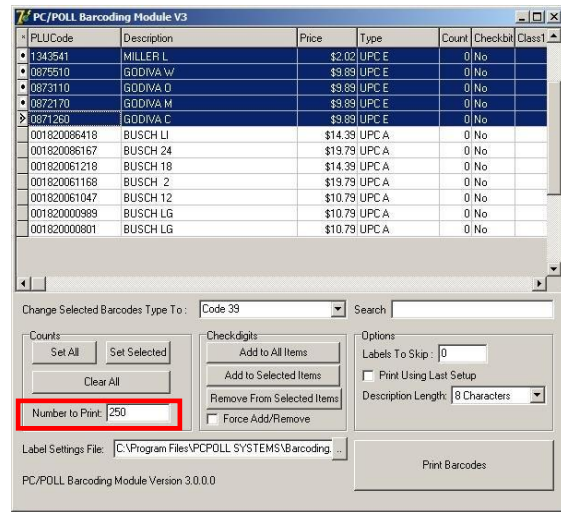 PC/POLL Barcoding Module V3
* PLUCode Description Price Type Count Checkbit Class1
1343541 MILLER L $2.02 UPC E 0 No
0875510 GODIVA W $9.89 UPC E 0 No
0873110 GODIVA O $9.89 UPC E 0 No
0872170 GODIVA M $9.89 UPC E 0 No
0871260 GODIVA C $9.89 UPC E 0 No
001820086418 BUSCH LI $14.39 UPC A 0 No
001820086167 BUSCH 24 $19.79 UPC A 0 No
001820061218 BUSCH 18 $14.39 UPC A 0 No
001820061168 BUSCH 2 $19.79 UPC A 0 No
001820061047 BUSCH 12 $10.79 UPC A 0 No
001820000989 BUSCH LG $10.79 UPC A 0 No
001820000801 BUSCH LG $10.79 UPC A 0 No
Change Selected Barcodes Type To : Code 39 Search
Counts Checkdigits Options
Set All Set Selected Add to All Items Labels To Skip : 0
Clear All Add to Selected Items Print Using Last Setup
Remove From Selected Items Description Length: 8 Characters
Number to Print: 250 Force Add/Remove
Label Settings File: C:\Program Files\PCPOLL SYSTEMS\Barcoding. .. Print Barcodes
PC/POLL Barcoding Module Version 3.0.0.0